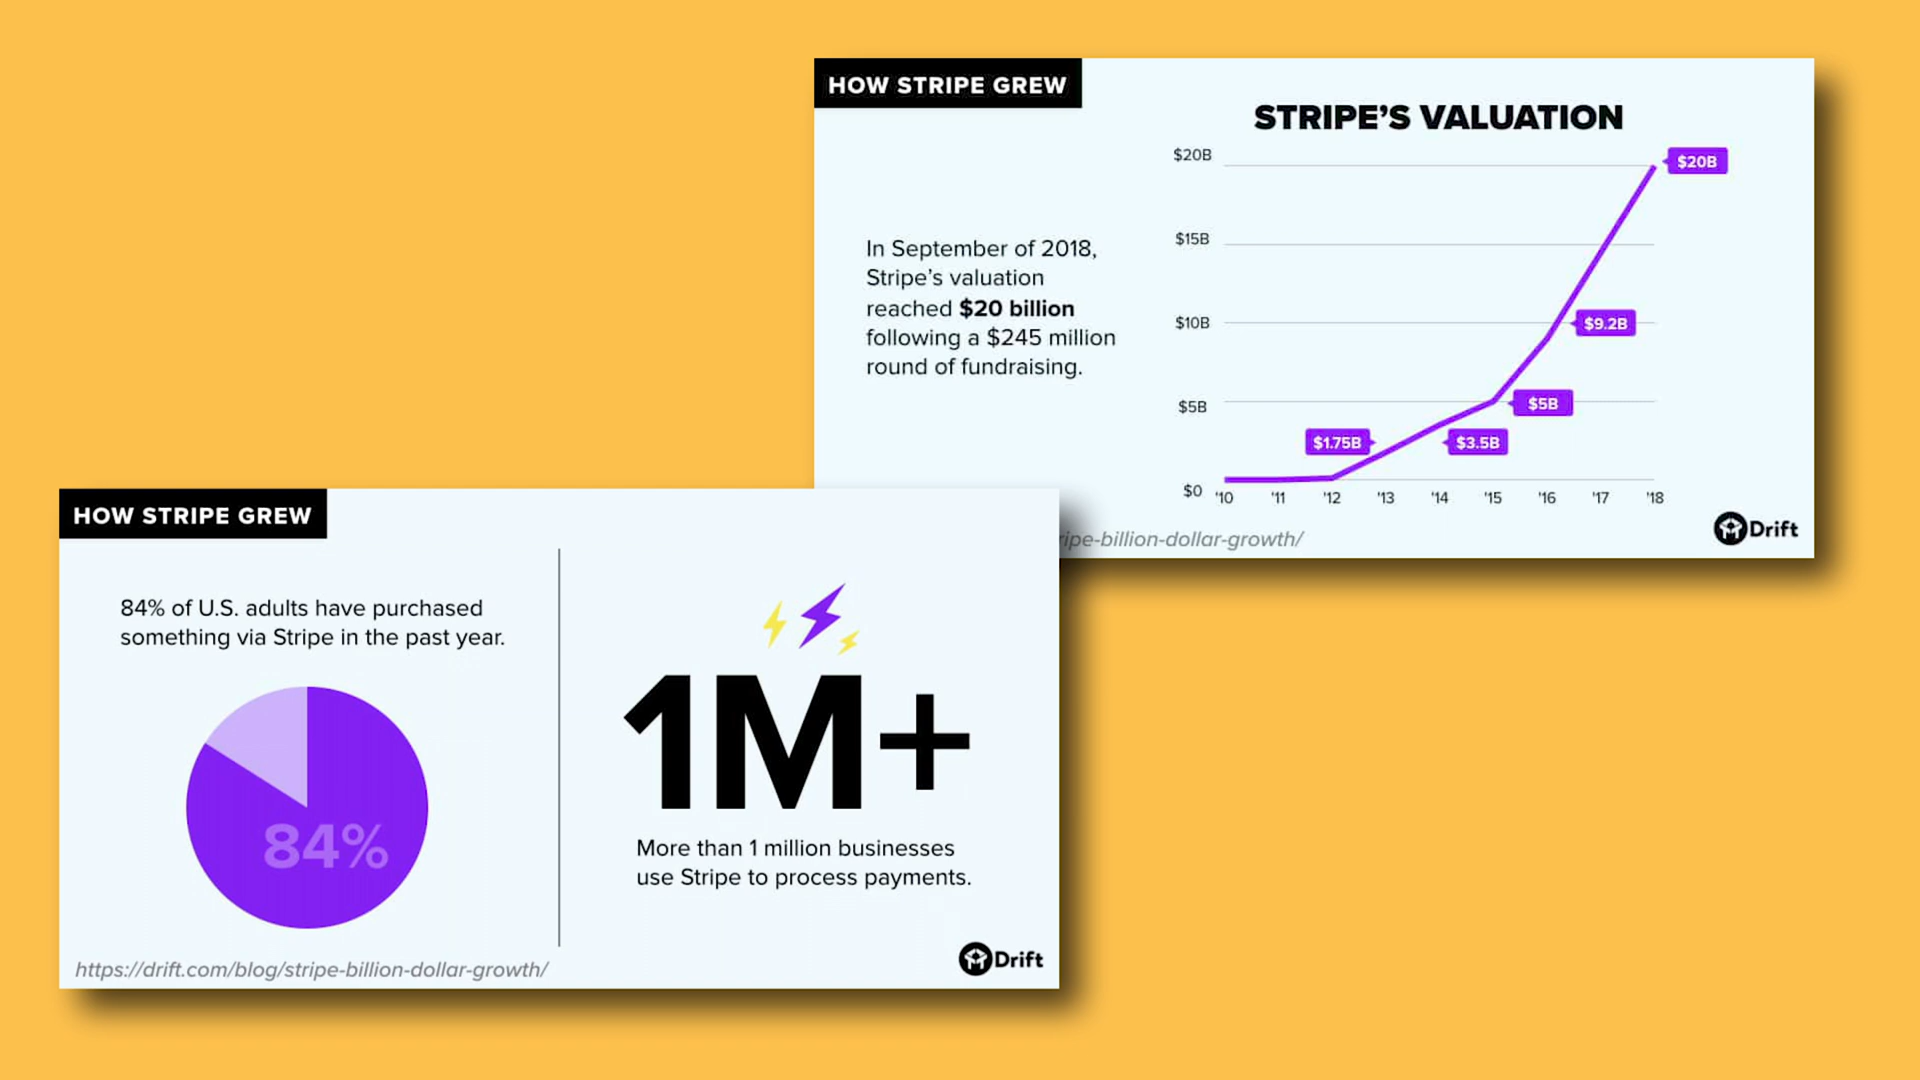 HOW STRIPE GREW
STRIPE'S VALUATION
In September of 2018,
Stripe's valuation
reached $20 billion
following a $245 million
round of fundraising.
$20B
$15B
$10B
$5B
$0
$20B
$9.2B
$5B
$1.75B
$3.5B
'10 '11 '12 '13 '14 '15 '16 '17 '18
ripe-billion-dollar-growth/
Drift
HOW STRIPE GREW
84% of U.S. adults have purchased
something via Stripe in the past year.
84%
1M+
More than 1 million businesses
use Stripe to process payments.
https://drift.com/blog/stripe-billion-dollar-growth/
Drift